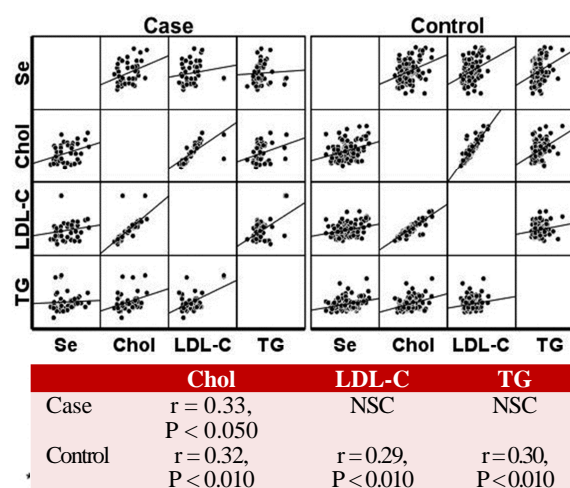 Case Control
Se
Chol
LDL-C
TG
Se Chol LDL-C TG Se Chol LDL-C TG
Chol LDL-C TG
Case r = 0.33, NSC NSC
P < 0.050
Control r = 0.32, r = 0.29, r = 0.30,
* P < 0.010 P < 0.010 P < 0.010